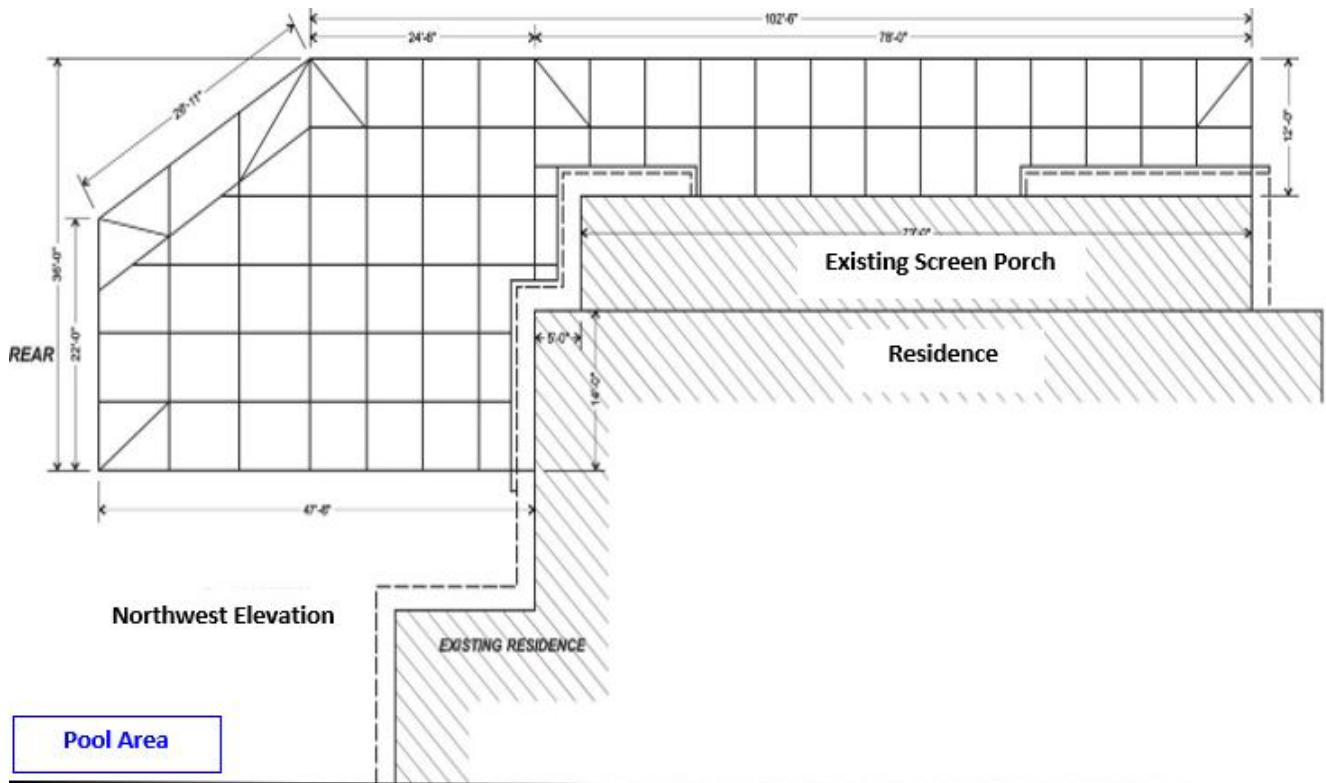 102'-6"
24'-6"
78'-0"
26'-11"
12'-0"
36'-0"
Existing Screen Porch
REAR
22'-0"
5'-0"
Residence
14'-0"
47'-6"
Northwest Elevation
EXISTING RESIDENCE
Pool Area